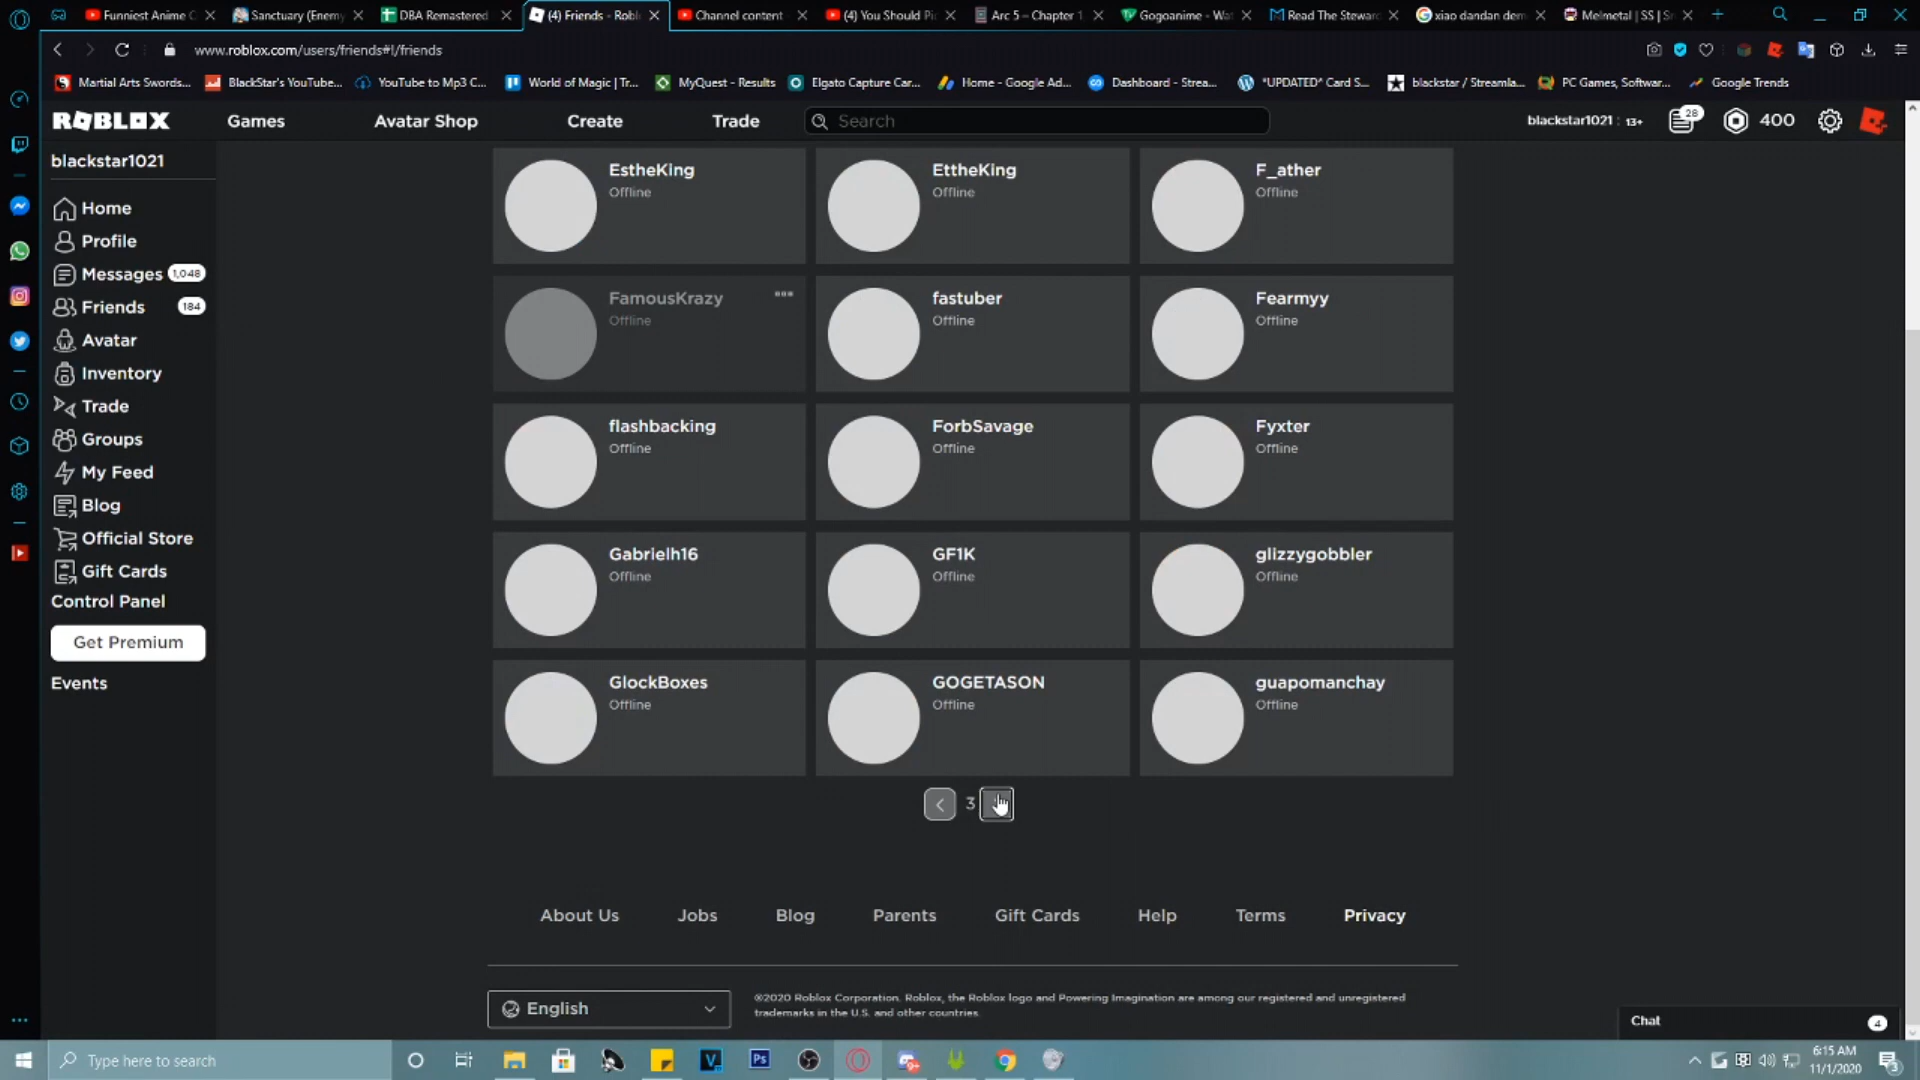 Funniest Anime C
Sanctuary (Enemy
DBA Remastered
(4) Friends - Robl
Channel content
(4) You Should Pi
Arc 5 – Chapter 1
Gogoanime - Wat
Read The Stewar
xiao dandan dem
Melmetal | SS | S
www.roblox.com/users/friends#!/friends
Martial Arts Swords...
BlackStar's YouTube...
YouTube to Mp3 C...
World of Magic | Tr...
MyQuest - Results
Elgato Capture Car...
Home - Google Ad...
Dashboard - Strea...
*UPDATED* Card S...
blackstar / Streamla...
PC Games, Softwar...
Google Trends
ROBLOX
Games
Avatar Shop
Create
Trade
Search
blackstar1021 : 13+
28
400
blackstar1021
Home
Profile
Messages 1,048
Friends 184
Avatar
Inventory
Trade
Groups
My Feed
Blog
Official Store
Gift Cards
Control Panel
Get Premium
Events
EstheKing
Offline
EttheKing
Offline
F_ather
Offline
FamousKrazy
Offline
fastuber
Offline
Fearmyy
Offline
flashbacking
Offline
ForbSavage
Offline
Fyxter
Offline
Gabrielh16
Offline
GF1K
Offline
glizzygobbler
Offline
GlockBoxes
Offline
GOGETASON
Offline
guapomanchay
Offline
3
About Us
Jobs
Blog
Parents
Gift Cards
Help
Terms
Privacy
English
©2020 Roblox Corporation. Roblox, the Roblox logo and Powering Imagination are among our registered and unregistered
trademarks in the U.S. and other countries.
Chat 4
Type here to search
Ps
6:15 AM
11/1/2020
3